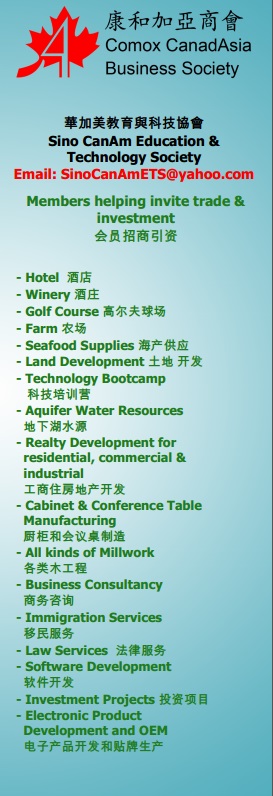 康和加亞商會
Comox CanadAsia
Business Society
華加美教育與科技協會
Sino CanAm Education &
Technology Society
Email: SinoCanAmETS@yahoo.com
Members helping invite trade &
investment
会员招商引资
- Hotel 酒店
- Winery 酒庄
- Golf Course 高尔夫球场
- Farm 农场
- Seafood Supplies 海产供应
- Land Development 土地 开发
- Technology Bootcamp
科技培训营
- Aquifer Water Resources
地下湖水源
- Realty Development for
residential, commercial &
industrial
工商住房地产开发
- Cabinet & Conference Table
Manufacturing
厨柜和会议桌制造
- All kinds of Millwork
各类木工程
- Business Consultancy
商务咨询
- Immigration Services
移民服务
- Law Services 法律服务
- Software Development
软件开发
- Investment Projects 投资项目
- Electronic Product
Development and OEM
电子产品开发和贴牌生产